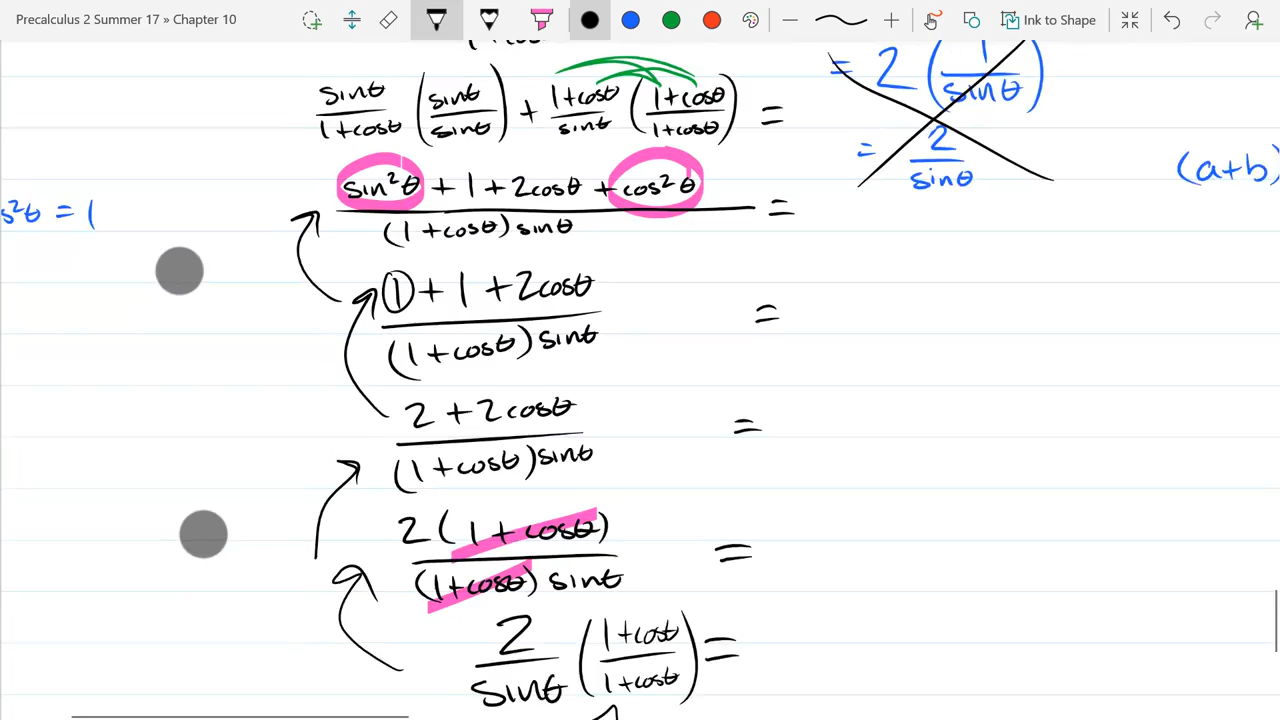 Precalculus 2 Summer 17 » Chapter 10
Ink to Shape
= 2 (1/sinθ)
sinθ/(1+cosθ) (sinθ/sinθ) + (1+cosθ)/sinθ ((1+cosθ)/(1+cosθ)) =
= 2/sinθ
(a+b)
(sin²θ + 1 + 2cosθ + cos²θ)/((1+cosθ) sinθ) =
s²θ = 1
(1 + 1 + 2cosθ)/((1+cosθ) sinθ) =
(2 + 2cosθ)/((1+cosθ) sinθ) =
2(1+cosθ)/((1+cosθ) sinθ) =
2/sinθ ((1+cosθ)/(1+cosθ)) =